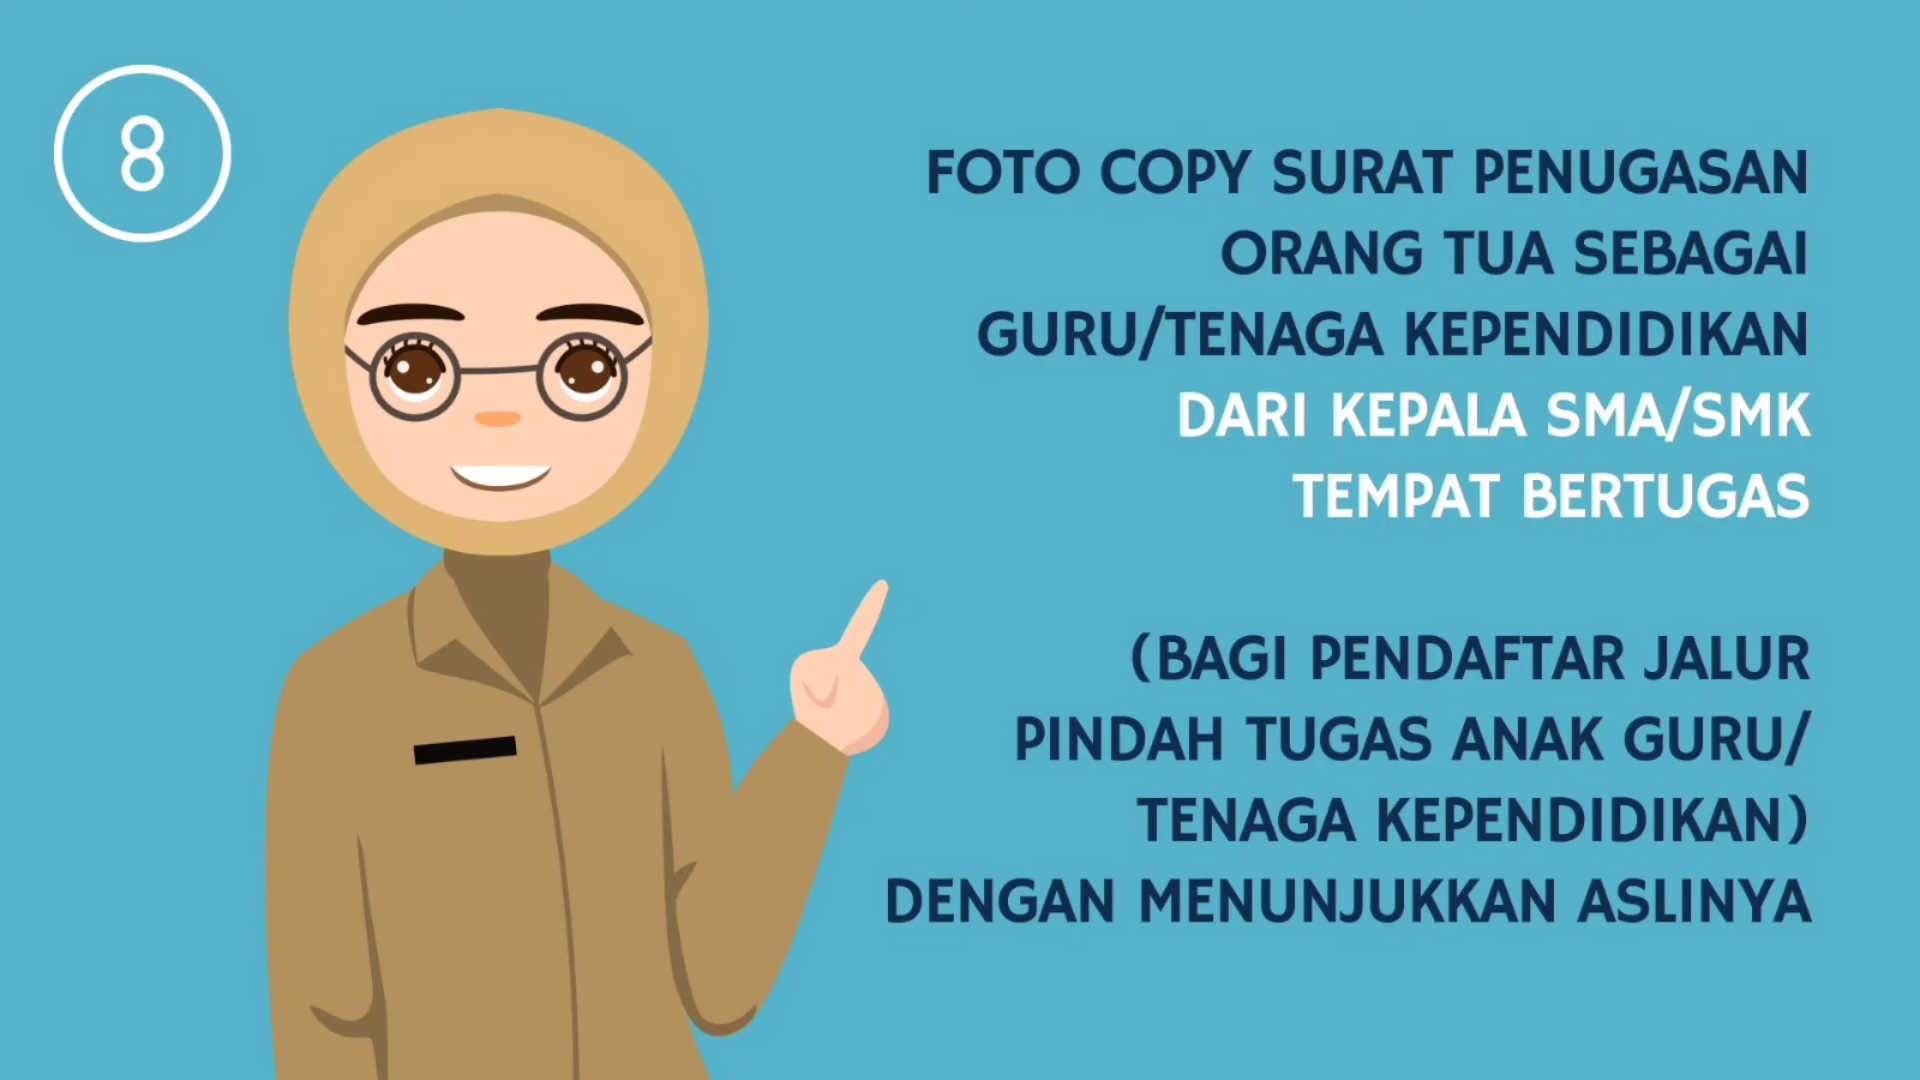 8
FOTO COPY SURAT PENUGASAN
ORANG TUA SEBAGAI
GURU/TENAGA KEPENDIDIKAN
DARI KEPALA SMA/SMK
TEMPAT BERTUGAS
(BAGI PENDAFTAR JALUR
PINDAH TUGAS ANAK GURU/
TENAGA KEPENDIDIKAN)
DENGAN MENUNJUKKAN ASLINYA